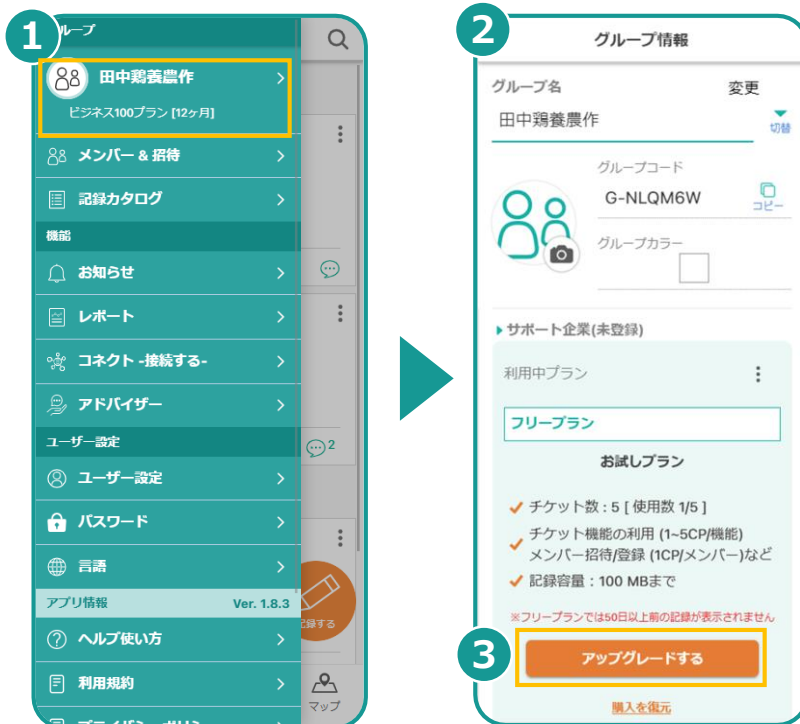 1
ループ
田中鶏養農作
ビジネス100プラン [12ヶ月]
メンバー & 招待
記録カタログ
機能
お知らせ
レポート
コネクト -接続する-
アドバイザー
ユーザー設定
2
ユーザー設定
パスワード
言語
アプリ情報
Ver. 1.8.3
ヘルプ使い方
利用規約
記録する
マップ
2
グループ情報
グループ名
変更
田中鶏養農作
切替
グループコード
G-NLQM6W
コピー
グループカラー
サポート企業(未登録)
利用中プラン
フリープラン
お試しプラン
チケット数 : 5 [ 使用数 1/5 ]
チケット機能の利用 (1~5CP/機能)
メンバー招待/登録 (1CP/メンバー)など
記録容量 : 100 MBまで
※フリープランでは50日以上前の記録が表示されません
3
アップグレードする
購入を復元